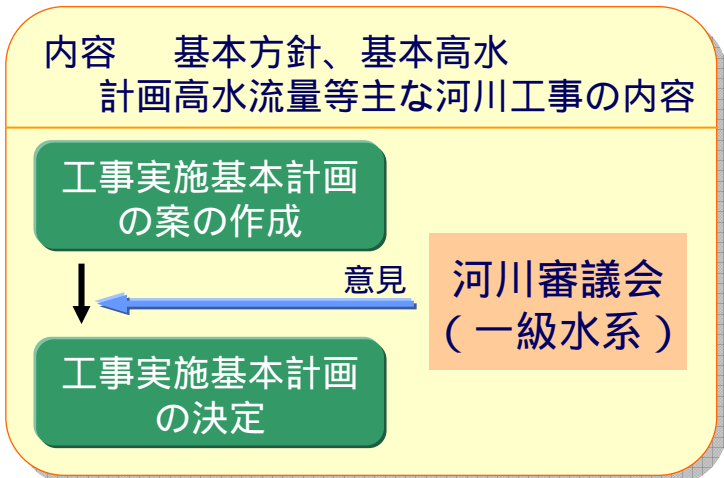 内容　基本方針、基本高水
計画高水流量等主な河川工事の内容
工事実施基本計画
の案の作成
意見
河川審議会
(一級水系)
工事実施基本計画
の決定